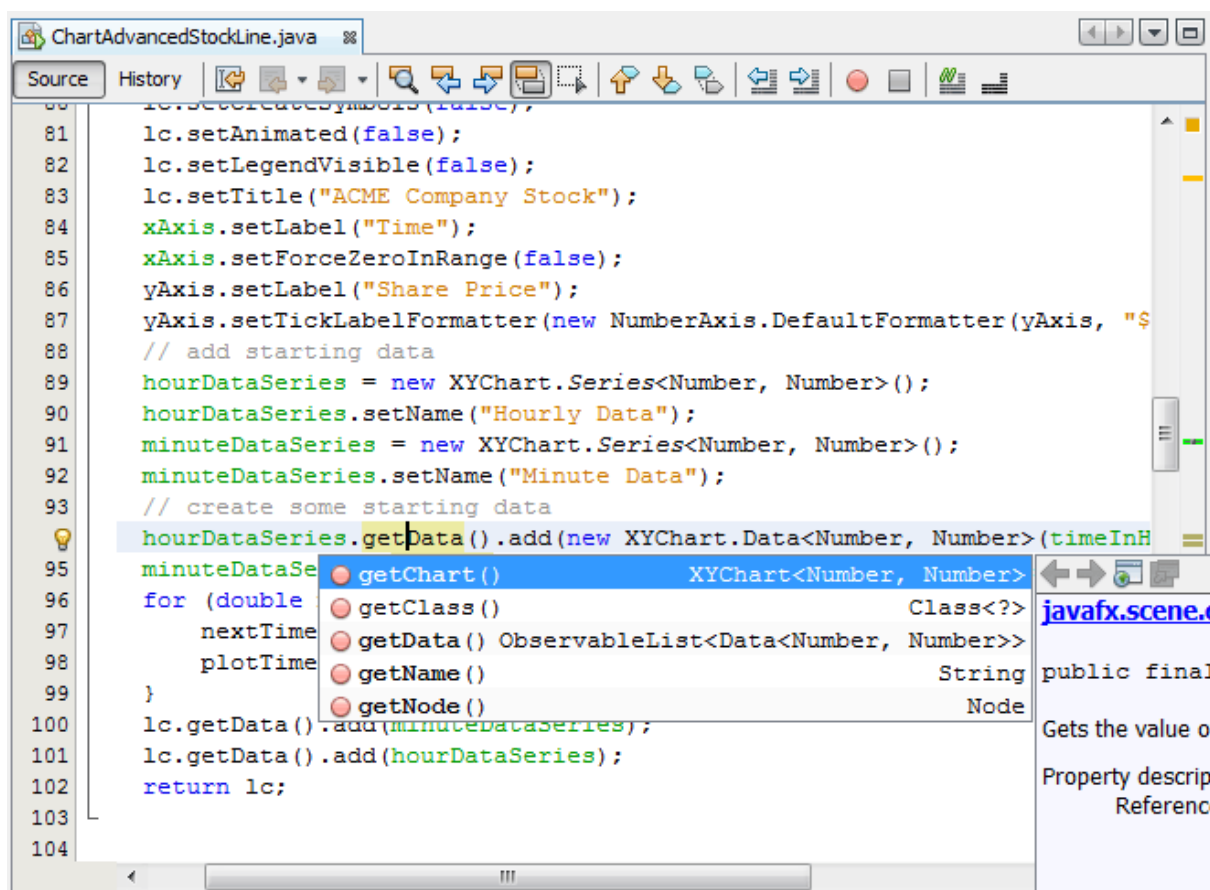 ChartAdvancedStockLine.java
Source History
80 lc.setCreateSymbols(false);
81 lc.setAnimated(false);
82 lc.setLegendVisible(false);
83 lc.setTitle("ACME Company Stock");
84 xAxis.setLabel("Time");
85 xAxis.setForceZeroInRange(false);
86 yAxis.setLabel("Share Price");
87 yAxis.setTickLabelFormatter(new NumberAxis.DefaultFormatter(yAxis, "$
88 // add starting data
89 hourDataSeries = new XYChart.Series<Number, Number>();
90 hourDataSeries.setName("Hourly Data");
91 minuteDataSeries = new XYChart.Series<Number, Number>();
92 minuteDataSeries.setName("Minute Data");
93 // create some starting data
hourDataSeries.getData().add(new XYChart.Data<Number, Number>(timeInH
95 minuteDataSe
getChart() XYChart<Number, Number>
96 for (double
getClass() Class<?>
javafx.scene.c
97 nextTime
getData() ObservableList<Data<Number, Number>>
98 plotTime
getName() String
public final
99 }
getNode() Node
100 lc.getData().add(minuteDataSeries);
Gets the value o
101 lc.getData().add(hourDataSeries);
102 return lc;
Property descrip
Referenc
103
104